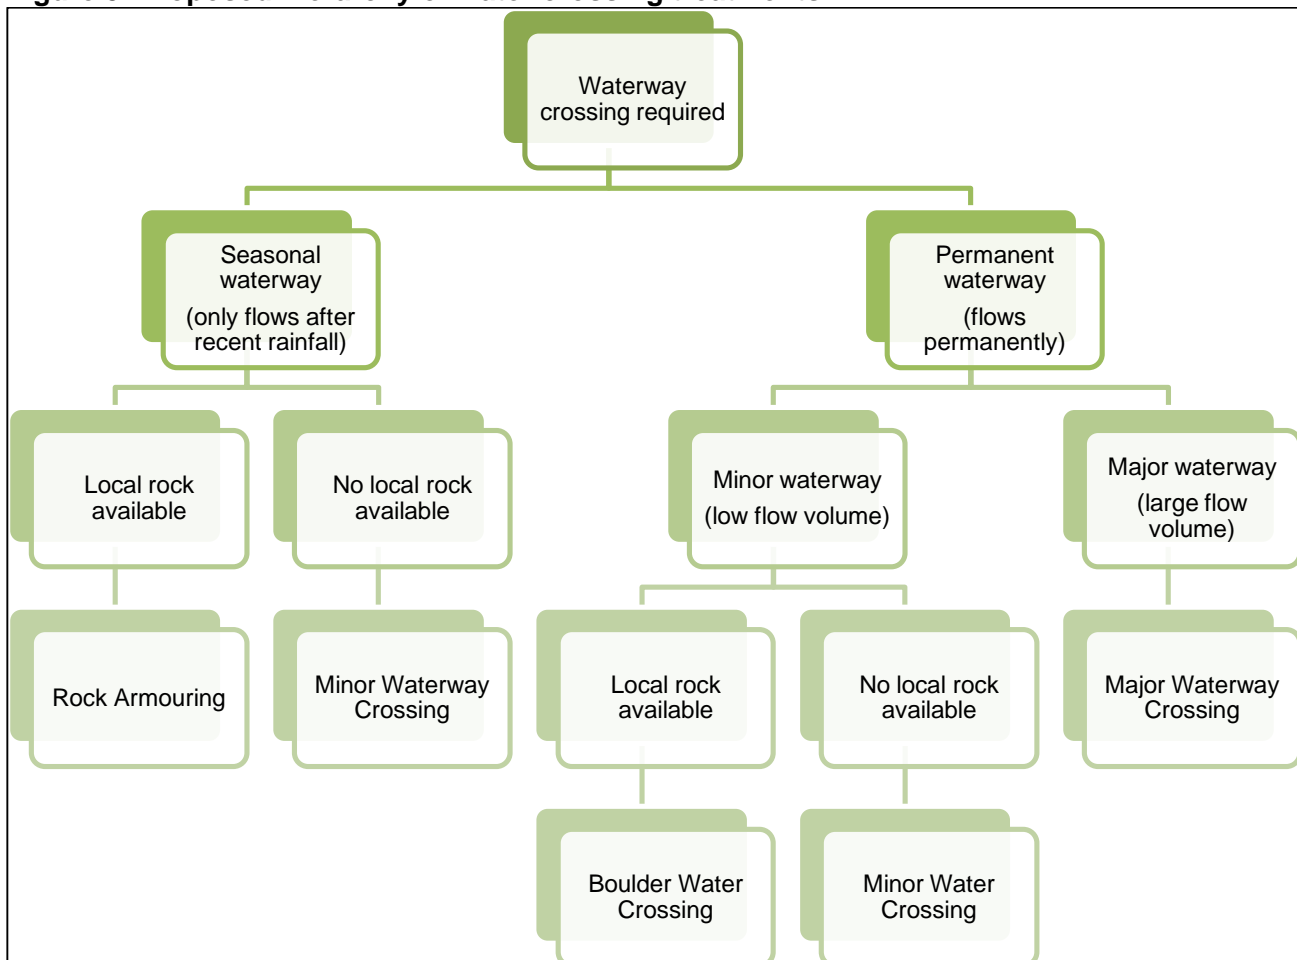 Waterway
crossing required
Seasonal
waterway
(only flows after
recent rainfall)
Permanent
waterway
(flows
permanently)
Local rock
available
No local rock
available
Minor waterway
(low flow volume)
Major waterway
(large flow
volume)
Rock Armouring
Minor Waterway
Crossing
Local rock
available
No local rock
available
Major Waterway
Crossing
Boulder Water
Crossing
Minor Water
Crossing